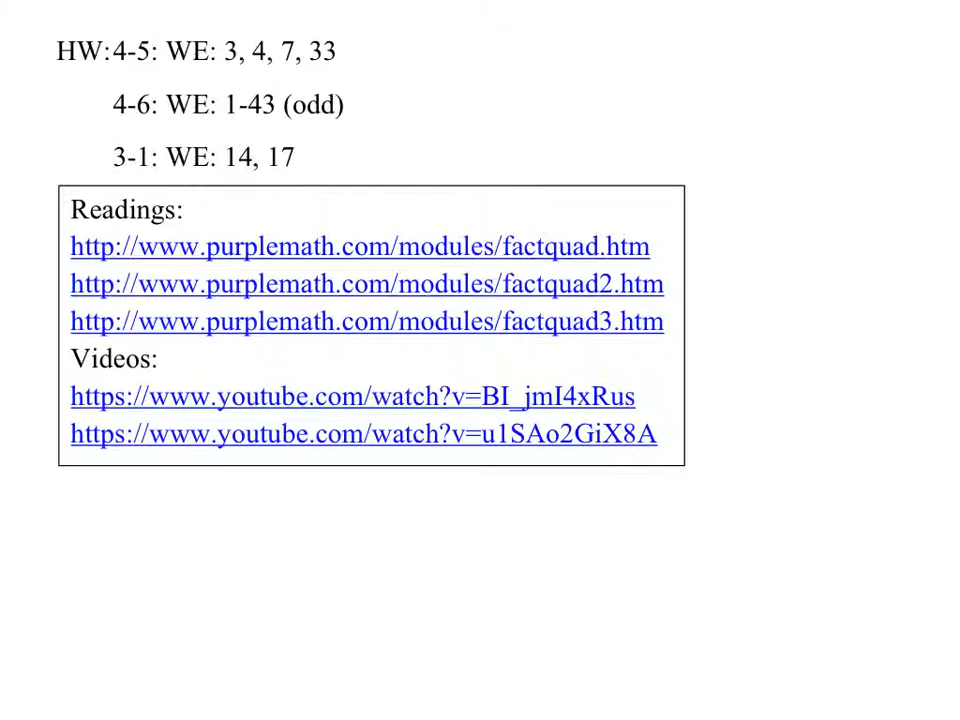 HW: 4-5: WE: 3, 4, 7, 33
4-6: WE: 1-43 (odd)
3-1: WE: 14, 17
Readings:
http://www.purplemath.com/modules/factquad.htm
http://www.purplemath.com/modules/factquad2.htm
http://www.purplemath.com/modules/factquad3.htm
Videos:
https://www.youtube.com/watch?v=BI_jmI4xRus
https://www.youtube.com/watch?v=u1SAo2GiX8A